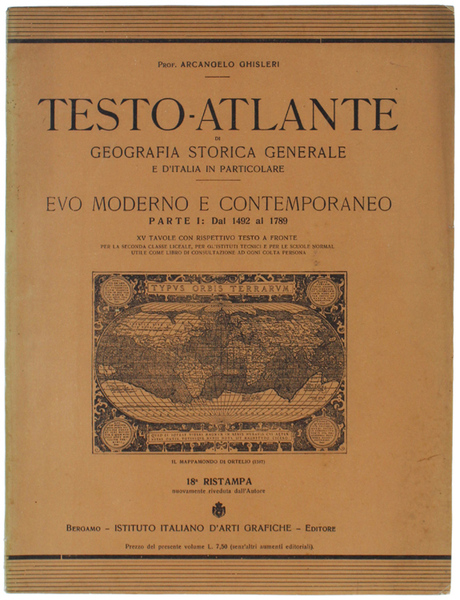 PROF. ARCANGELO GHISLERI
TESTO-ATLANTE
DI
GEOGRAFIA STORICA GENERALE
E D'ITALIA IN PARTICOLARE
EVO MODERNO E CONTEMPORANEO
PARTE I: Dal 1492 al 1789
XV TAVOLE CON RISPETTIVO TESTO A FRONTE
PER LA SECONDA CLASSE LICEALE, PER GL'ISTITUTI TECNICI E PER LE SCUOLE NORMALI
UTILE COME LIBRO DI CONSULTAZIONE AD OGNI COLTA PERSONA
TYPVS ORBIS TERRARVM
IL MAPPAMONDO DI ORTELIO
18ª RISTAMPA
nuovamente riveduta dall'Autore
BERGAMO – ISTITUTO ITALIANO D'ARTI GRAFICHE – EDITORE
Prezzo del presente volume L. 7,50 (senz'altri aumenti editoriali).